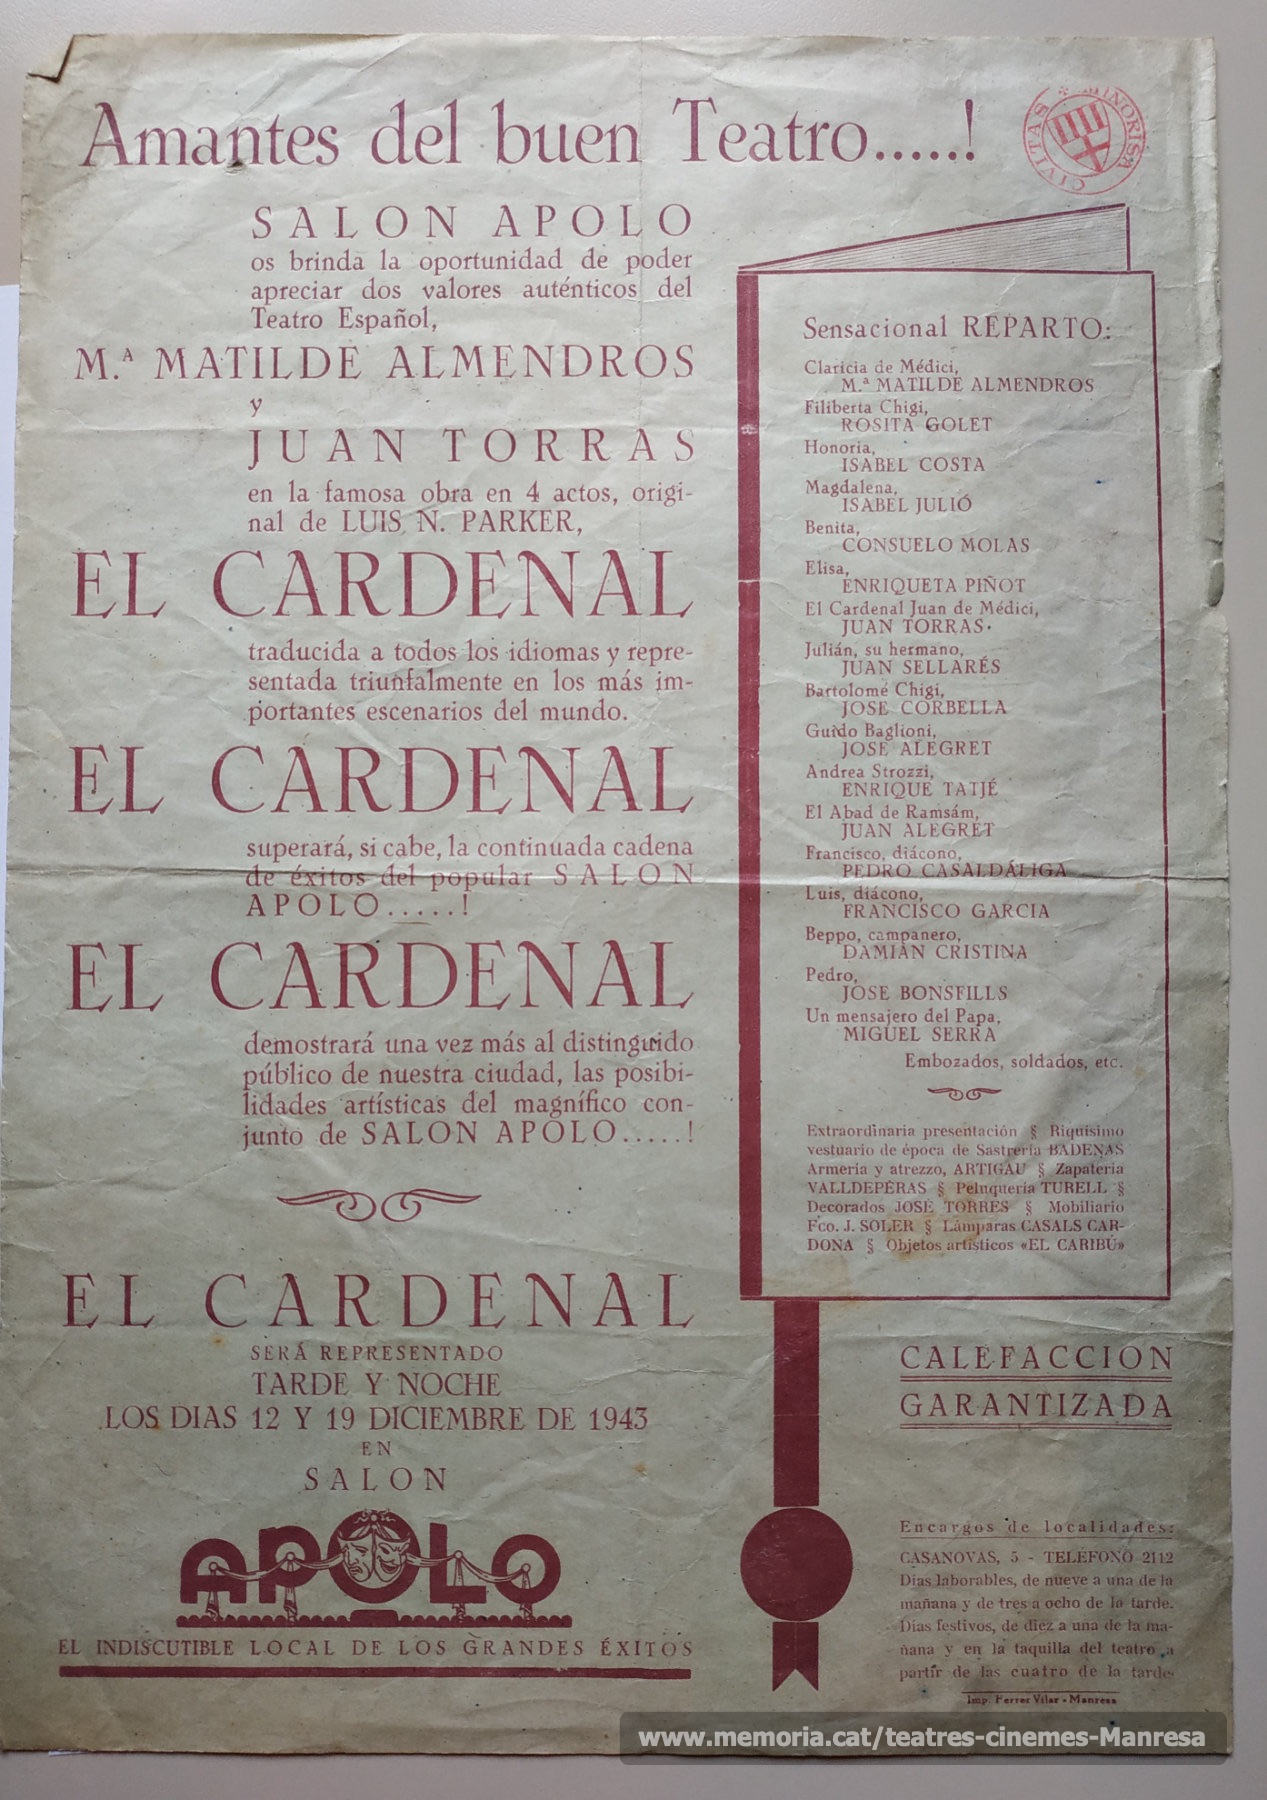 Amantes del buen Teatro.....!
CIVITAS MINORISA
SALON APOLO
os brinda la oportunidad de poder
apreciar dos valores auténticos del
Teatro Español,
M.ª MATILDE ALMENDROS
y
JUAN TORRAS
en la famosa obra en 4 actos, origi-
nal de LUIS N. PARKER,
EL CARDENAL
traducida a todos los idiomas y repre-
sentada triunfalmente en los más im-
portantes escenarios del mundo.
EL CARDENAL
superará, si cabe, la continuada cadena
de éxitos del popular SALON
APOLO.....!
EL CARDENAL
demostrará una vez más al distinguido
público de nuestra ciudad, las posibi-
lidades artísticas del magnífico con-
junto de SALON APOLO.....!
EL CARDENAL
SERÁ REPRESENTADO
TARDE Y NOCHE
LOS DIAS 12 Y 19 DICIEMBRE DE 1943
EN
SALON
APOLO
EL INDISCUTIBLE LOCAL DE LOS GRANDES ÉXITOS
Sensacional REPARTO:
Claricia de Médici,
M.ª MATILDE ALMENDROS
Filiberta Chigi,
ROSITA GOLET
Honoria,
ISABEL COSTA
Magdalena,
ISABEL JULIÓ
Benita,
CONSUELO MOLAS
Elisa,
ENRIQUETA PIÑOT
El Cardenal Juan de Médici,
JUAN TORRAS.
Julián, su hermano,
JUAN SELLARÉS
Bartolomé Chigi,
JOSE CORBELLA
Guido Baglioni,
JOSE ALEGRET
Andrea Strozzi,
ENRIQUE TATJÉ
El Abad de Ramsám,
JUAN ALEGRET
Francisco, diácono,
PEDRO CASALDÁLIGA
Luis, diácono,
FRANCISCO GARCIA
Beppo, campanero,
DAMIÁN CRISTINA
Pedro,
JOSE BONSFILLS
Un mensajero del Papa,
MIGUEL SERRA
Embozados, soldados, etc.
Extraordinaria presentación § Riquísimo
vestuario de época de Sastrería BADENAS
Armería y atrezzo, ARTIGAU § Zapatería
VALLDEPÉRAS § Peluquería TURELL §
Decorados JOSÉ TORRES § Mobiliario
Fco. J. SOLER § Lámparas CASALS CAR-
DONA § Objetos artísticos «EL CARIBÚ»
CALEFACCION
GARANTIZADA
Encargos de localidades:
CASANOVAS, 5 - TELÉFONO 2112
Días laborables, de nueve a una de la
mañana y de tres a ocho de la tarde.
Días festivos, de diez a una de la ma-
ñana y en la taquilla del teatro a
partir de las cuatro de la tarde.
Imp. Ferrer Vilar - Manresa
www.memoria.cat/teatres-cinemes-Manresa